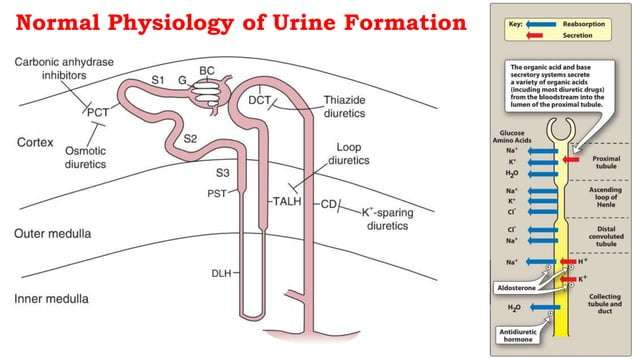 Normal Physiology of Urine Formation
Carbonic anhydrase
inhibitors
S1
G
BC
PCT
DCT
Thiazide
diuretics
Cortex
Osmotic
diuretics
S2
Loop
diuretics
S3
PST
TALH
CD
K+-sparing
diuretics
Outer medulla
DLH
Inner medulla
Key:
Reabsorption
Secretion
The organic acid and base
secretory systems secrete
a variety of organic acids
(incuding most diuretic drugs)
from the bloodstream into the
lumen of the proximal tubule.
Glucose
Amino Acids
Na+
K+
H2O
Proximal
tubule
Na+
K+
Cl-
Ascending
loop of
Henle
Cl-
Na+
Distal
convoluted
tubule
Na+
H+
K+
Aldosterone
Collecting
tubule and
duct
H2O
Antidiuretic
hormone